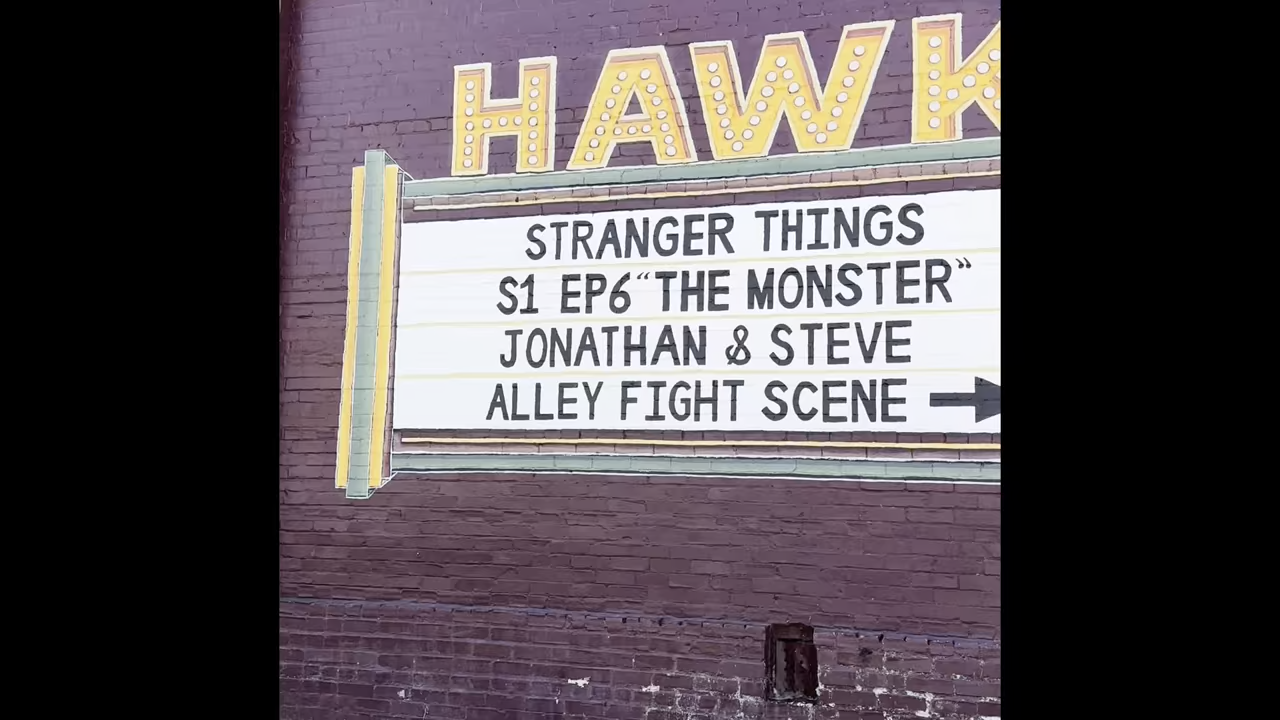 HAWK
STRANGER THINGS
S1 EP6 “THE MONSTER”
JONATHAN & STEVE
ALLEY FIGHT SCENE →